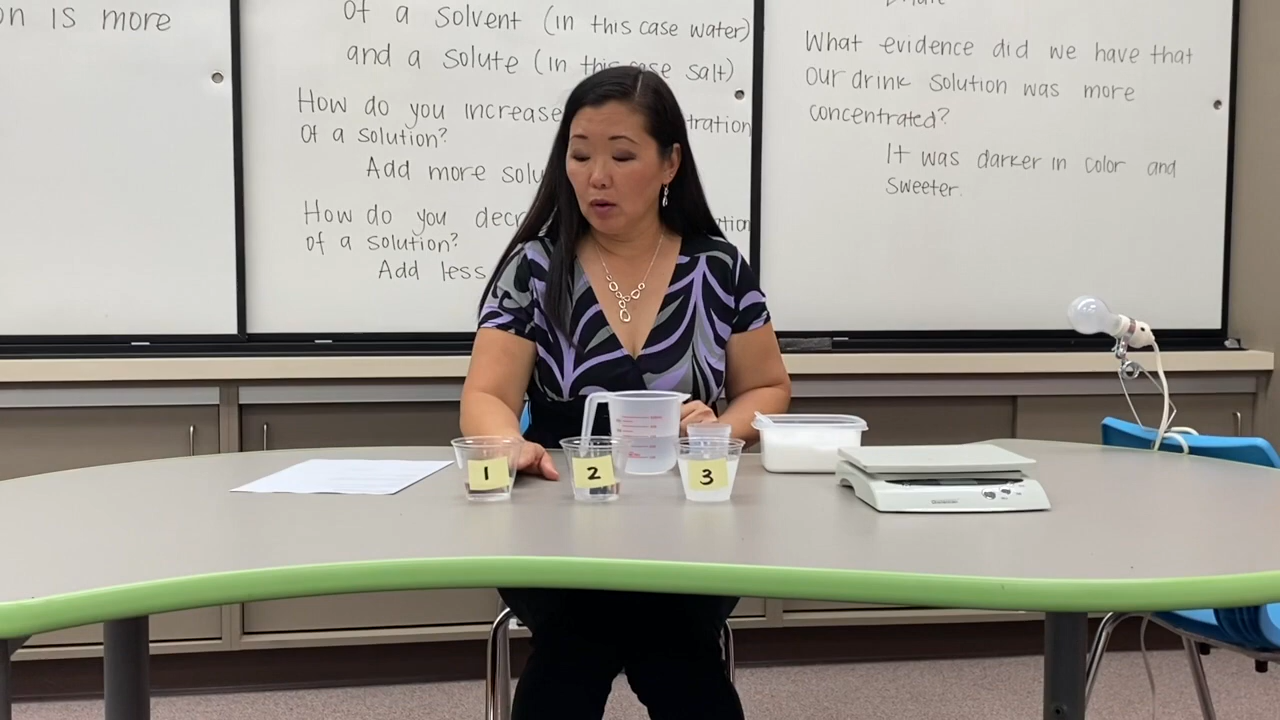 on is more
of a solvent (in this case water)
and a solute (in this case salt)
How do you increase tration
of a solution?
Add more solu
How do you decr tration
of a solution?
Add less
What evidence did we have that
our drink solution was more
concentrated?
It was darker in color and
sweeter.
1
2
3